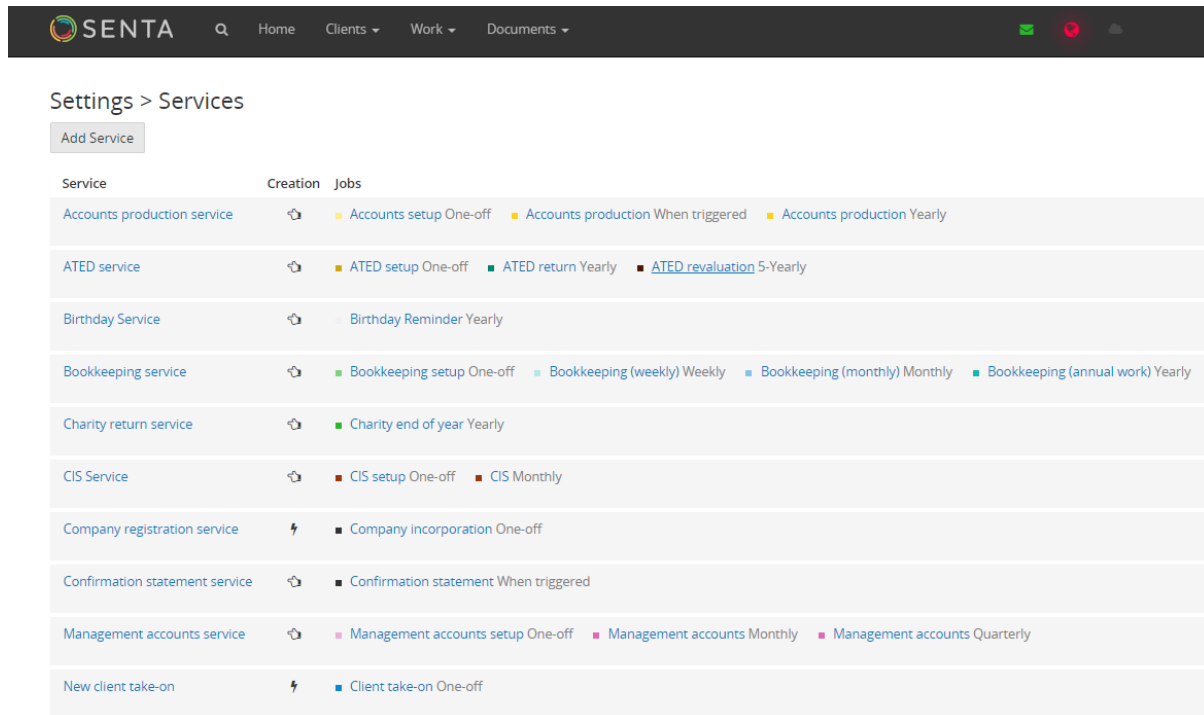 SENTA Home Clients Work Documents
Settings > Services
Add Service
Service Creation Jobs
Accounts production service Accounts setup One-off Accounts production When triggered Accounts production Yearly
ATED service ATED setup One-off ATED return Yearly ATED revaluation 5-Yearly
Birthday Service Birthday Reminder Yearly
Bookkeeping service Bookkeeping setup One-off Bookkeeping (weekly) Weekly Bookkeeping (monthly) Monthly Bookkeeping (annual work) Yearly
Charity return service Charity end of year Yearly
CIS Service CIS setup One-off CIS Monthly
Company registration service Company incorporation One-off
Confirmation statement service Confirmation statement When triggered
Management accounts service Management accounts setup One-off Management accounts Monthly Management accounts Quarterly
New client take-on Client take-on One-off